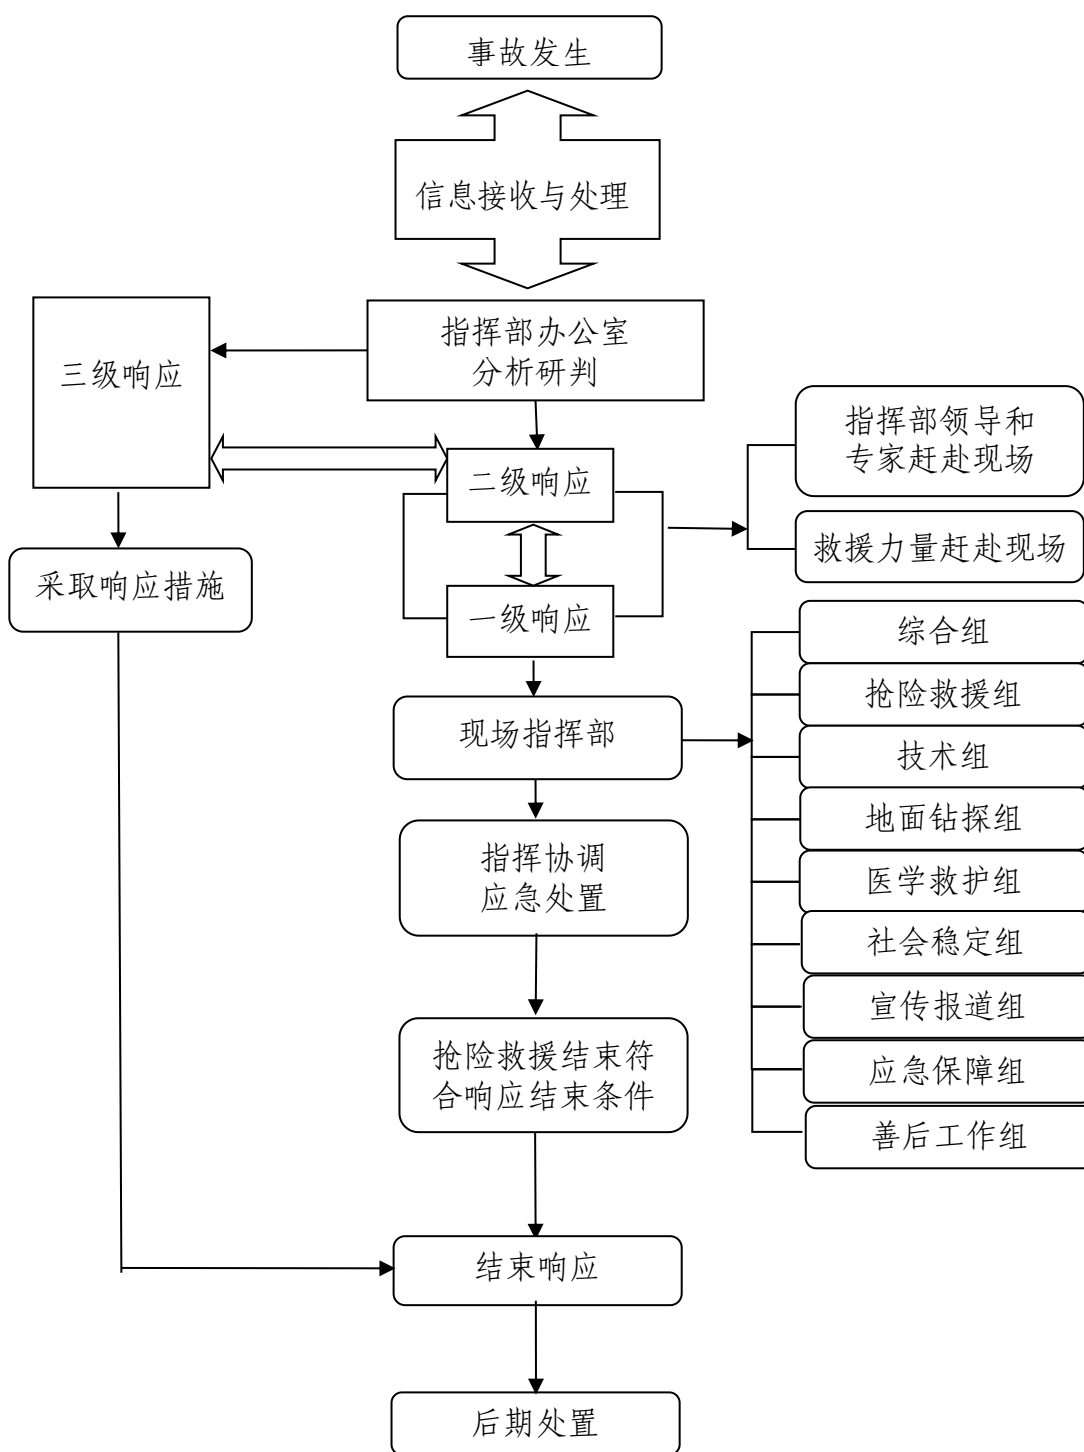 事故发生
信息接收与处理
指挥部办公室
分析研判
三级响应
指挥部领导和
专家赶赴现场
二级响应
救援力量赶赴现场
采取响应措施
一级响应
综合组
抢险救援组
现场指挥部
技术组
地面钻探组
指挥协调
应急处置
医学救护组
社会稳定组
宣传报道组
抢险救援结束符
合响应结束条件
应急保障组
善后工作组
结束响应
后期处置